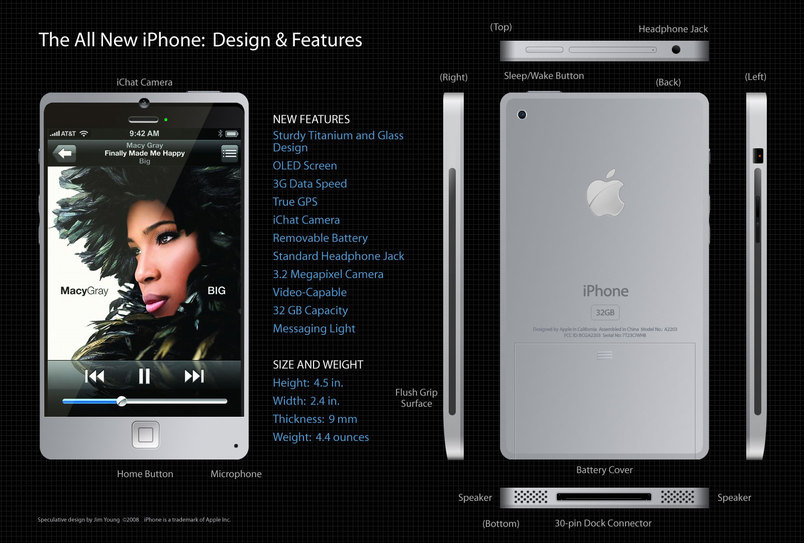 The All New iPhone: Design & Features
iChat Camera
AT&T
9:42 AM
Macy Gray
Finally Made Me Happy
Big
MacyGray
BIG
Home Button
Microphone
NEW FEATURES
Sturdy Titanium and Glass
Design
OLED Screen
3G Data Speed
True GPS
iChat Camera
Removable Battery
Standard Headphone Jack
3.2 Megapixel Camera
Video-Capable
32 GB Capacity
Messaging Light
SIZE AND WEIGHT
Height: 4.5 in.
Width: 2.4 in.
Thickness: 9 mm
Weight: 4.4 ounces
(Right)
Flush Grip
Surface
(Top)
Headphone Jack
Sleep/Wake Button
(Back)
(Left)
iPhone
32GB
Designed by Apple in California Assembled in China Model No.: A2203
Battery Cover
Speaker
Speaker
(Bottom)
30-pin Dock Connector
Speculative design by Jim Young ©2008 iPhone is a trademark of Apple Inc.